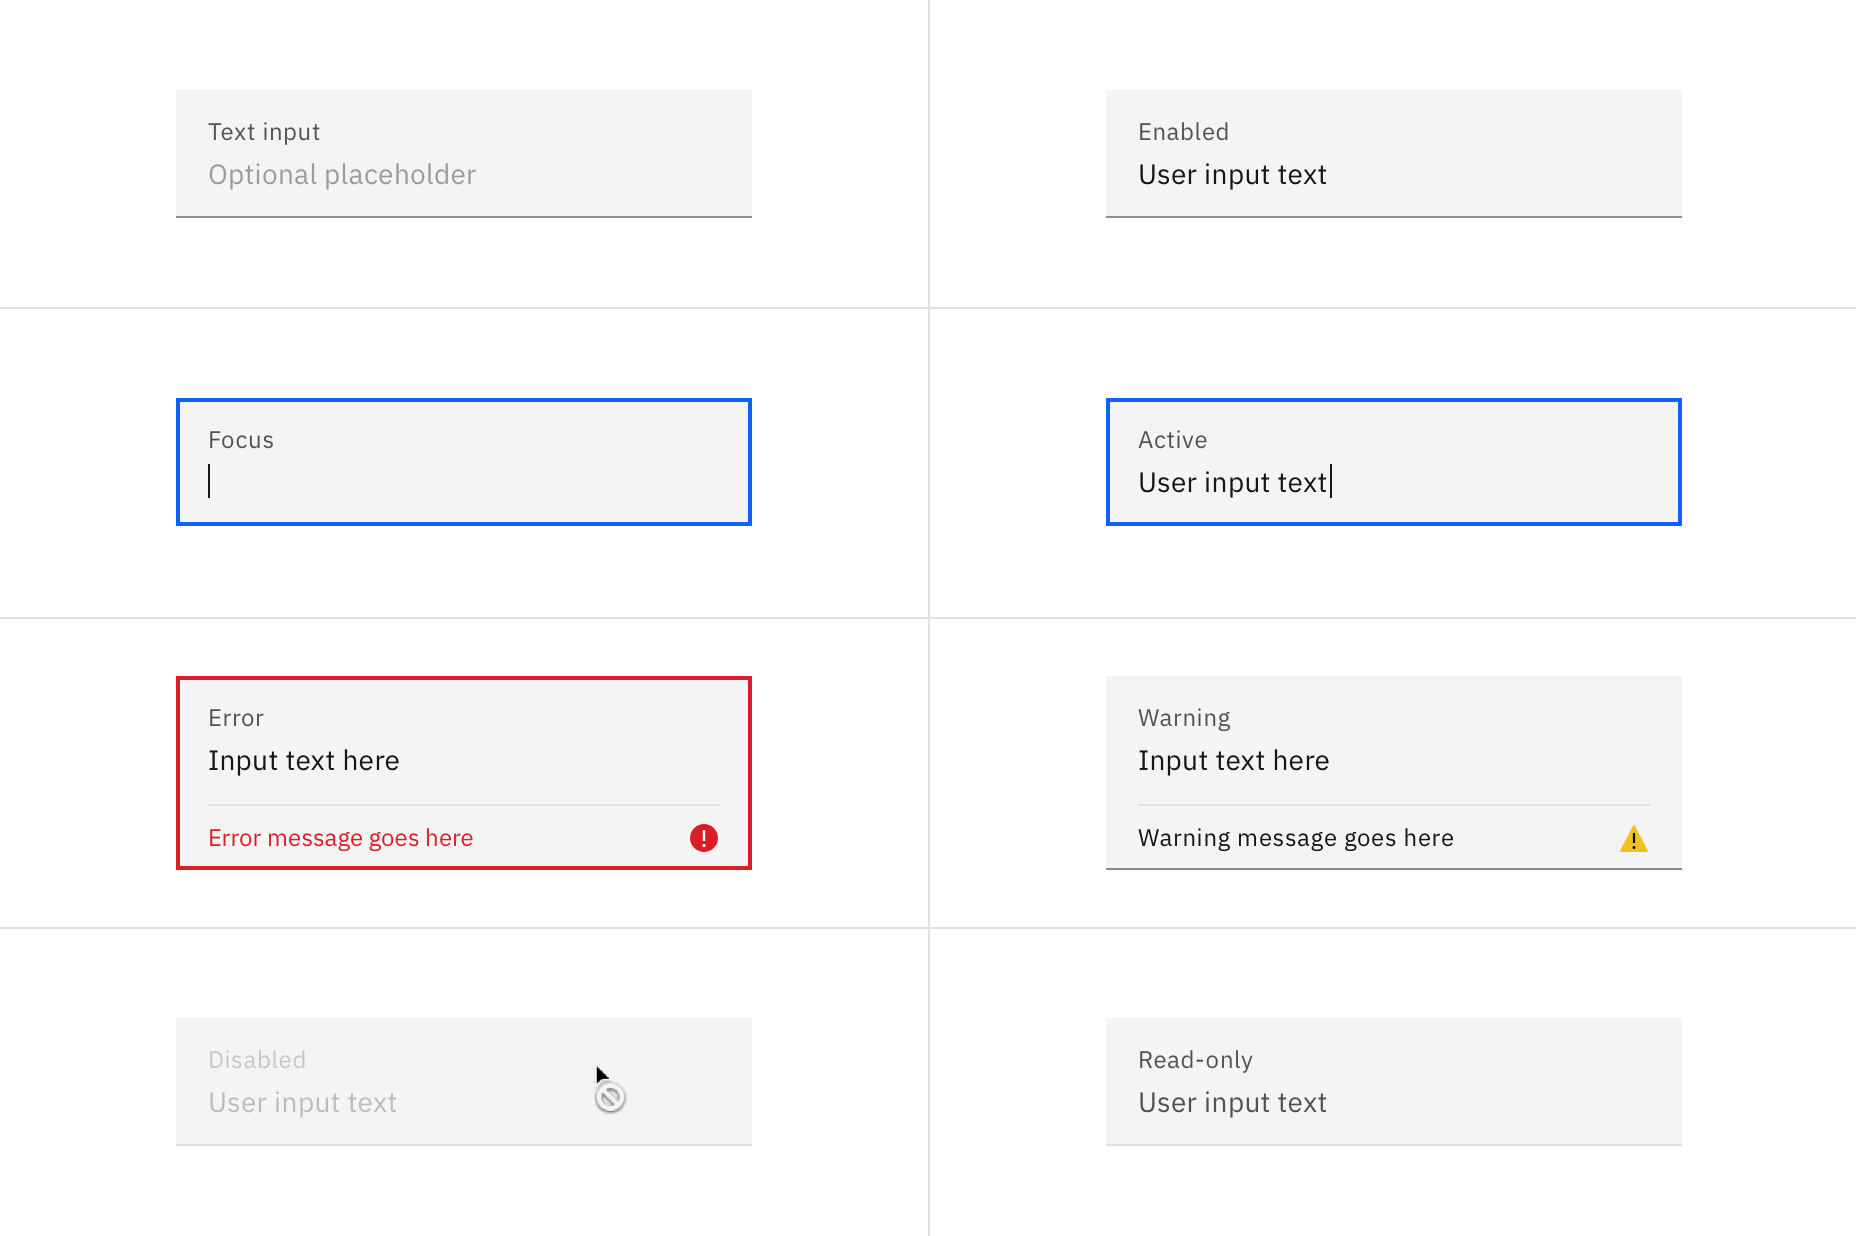 Text input
Optional placeholder
Enabled
User input text
Focus
Active
User input text
Error
Input text here
Error message goes here
Warning
Input text here
Warning message goes here
Disabled
User input text
Read-only
User input text